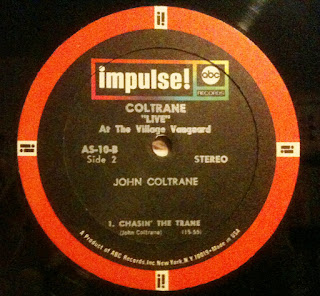 impulse!
abc
RECORDS
COLTRANE
"LIVE"
At The Village Vanguard
AS-10-B
Side 2
STEREO
JOHN COLTRANE
1. CHASIN' THE TRANE
(John Coltrane) (15:55)
A Product of ABC Records, Inc. New York, N.Y. 10019 • Made in USA